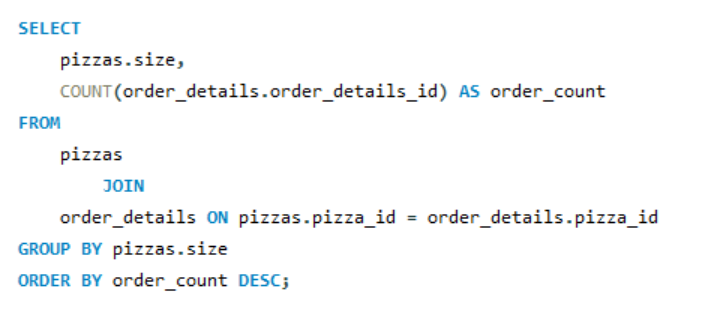 SELECT
pizzas.size,
COUNT(order_details.order_details_id) AS order_count
FROM
pizzas
JOIN
order_details ON pizzas.pizza_id = order_details.pizza_id
GROUP BY pizzas.size
ORDER BY order_count DESC;